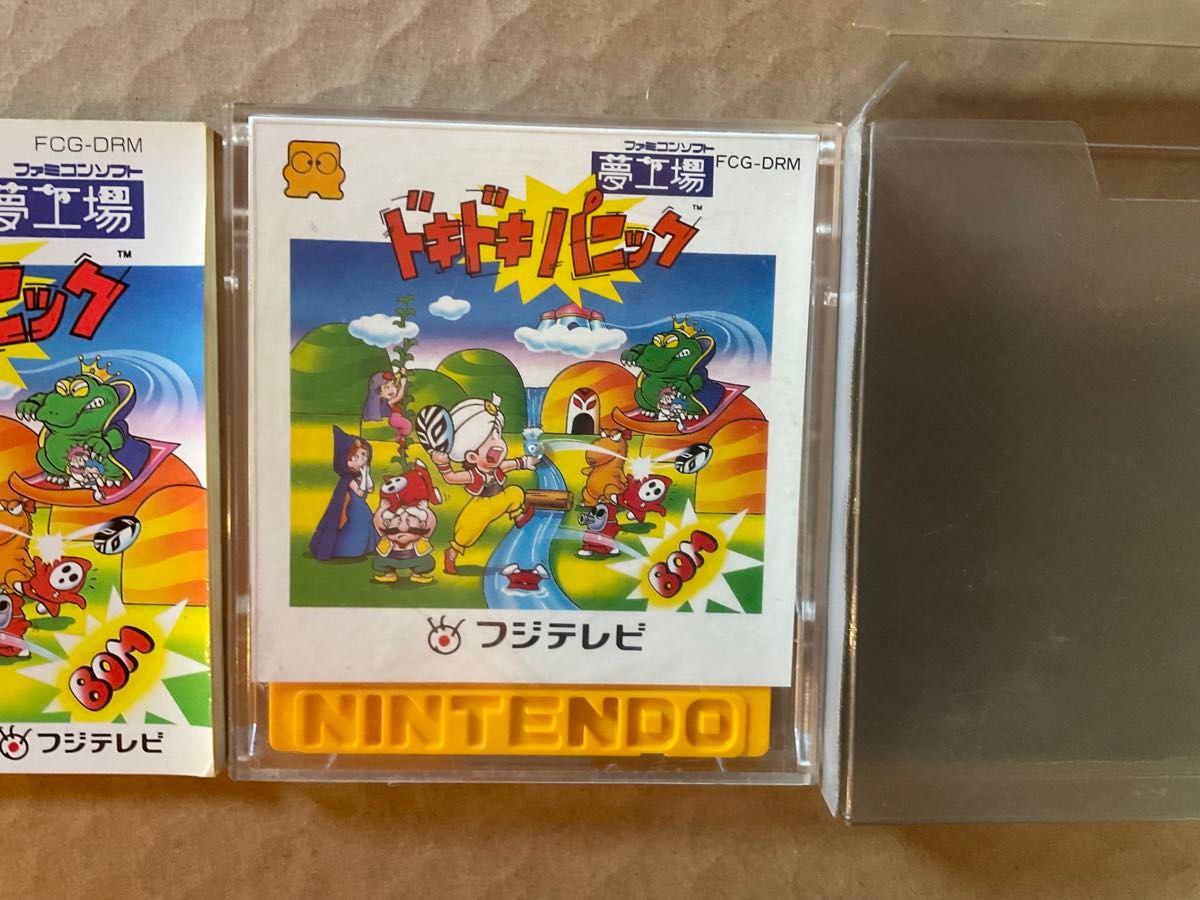 FCG-DRM
ファミコンソフト
夢工場
ニック
™
BOM
フジテレビ
ファミコンソフト
夢工場
FCG-DRM
ドキドキパニック
™
BOM
フジテレビ
NINTENDO